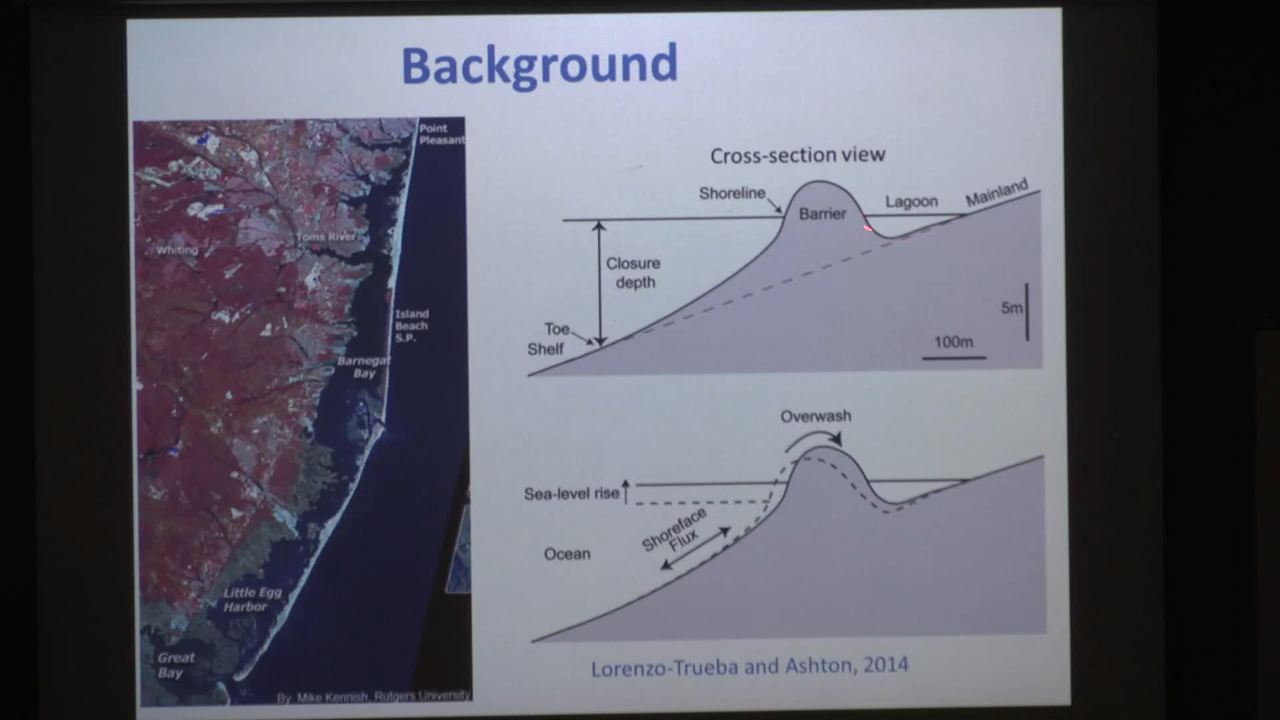 Background
Point
Pleasant
Whiting
Toms River
Island
Beach
S.P.
Barnegat
Bay
Little Egg
Harbor
Great
Bay
By Mike Kennish, Rutgers University
Cross-section view
Shoreline
Barrier
Lagoon
Mainland
Closure
depth
Toe
Shelf
5m
100m
Overwash
Sea-level rise
Shoreface
Flux
Ocean
Lorenzo-Trueba and Ashton, 2014